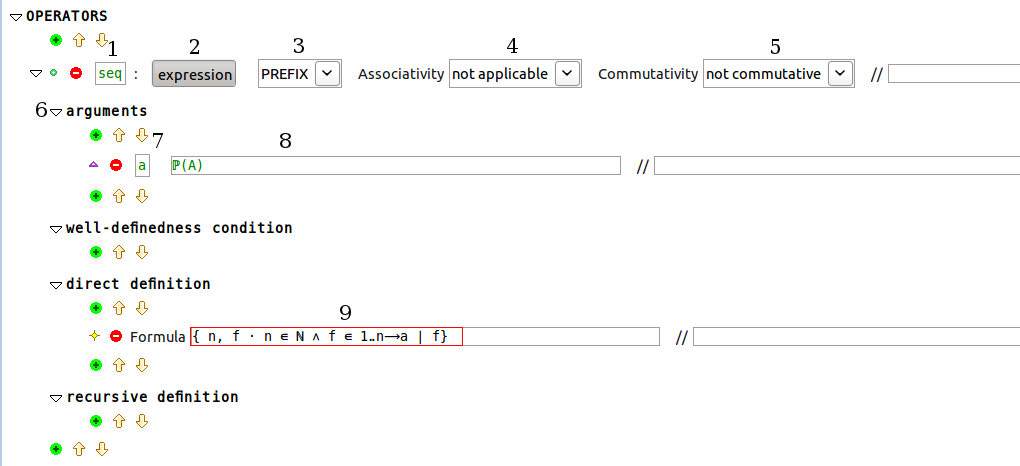 OPERATORS
1 2 3 4 5
seq : expression PREFIX Associativity not applicable Commutativity not commutative //
6 arguments
7 8
a ℙ(A) //
well-definedness condition
direct definition
9
Formula { n, f · n ∈ ℕ ∧ f ∈ 1‥n→a ∣ f} //
recursive definition